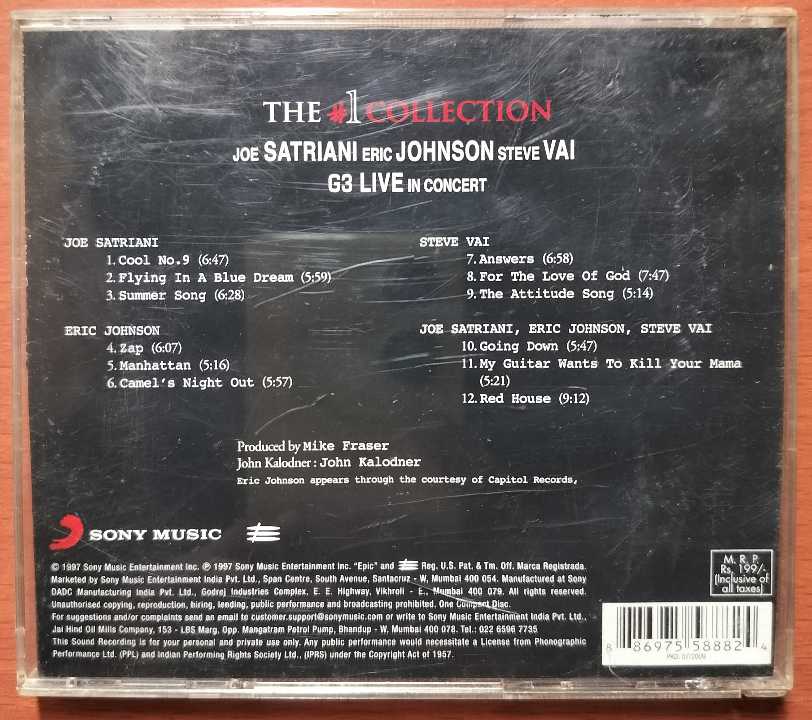 THE #1 COLLECTION
JOE SATRIANI ERIC JOHNSON STEVE VAI
G3 LIVE IN CONCERT
JOE SATRIANI
1. Cool No.9 (6:47)
2. Flying In A Blue Dream (5:59)
3. Summer Song (6:28)
ERIC JOHNSON
4. Zap (6:07)
5. Manhattan (5:16)
6. Camel's Night Out (5:57)
STEVE VAI
7. Answers (6:58)
8. For The Love Of God (7:47)
9. The Attitude Song (5:14)
JOE SATRIANI, ERIC JOHNSON, STEVE VAI
10. Going Down (5:47)
11. My Guitar Wants To Kill Your Mama
(5:21)
12. Red House (9:12)
Produced by Mike Fraser
John Kalodner : John Kalodner
Eric Johnson appears through the courtesy of Capitol Records,
SONY MUSIC
© 1997 Sony Music Entertainment Inc. ℗ 1997 Sony Music Entertainment Inc. "Epic" and Reg. U.S. Pat. & Tm. Off. Marca Registrada.
Marketed by Sony Music Entertainment India Pvt. Ltd., Span Centre, South Avenue, Santacruz - W, Mumbai 400 054. Manufactured at Sony
DADC Manufacturing India Pvt. Ltd., Godrej Industries Complex, E. E. Highway, Vikhroli - E., Mumbai 400 079. All rights reserved.
Unauthorised copying, reproduction, hiring, lending, public performance and broadcasting prohibited. One Compact Disc.
For suggestions and/or complaints send an email to customer.support@sonymusic.com or write to Sony Music Entertainment India Pvt. Ltd.,
Jai Hind Oil Mills Company, 153 - LBS Marg, Opp. Mangatram Petrol Pump, Bhandup - W, Mumbai 400 078. Tel.: 022 6596 7735
This Sound Recording is for your personal and private use only. Any public performance would necessitate a License from Phonographic
Performance Ltd. (PPL) and Indian Performing Rights Society Ltd., (IPRS) under the Copyright Act of 1957.
M. R. P.
Rs. 199/-
(Inclusive of
all taxes)
8 86975 58882 4
PKD. 07/2009